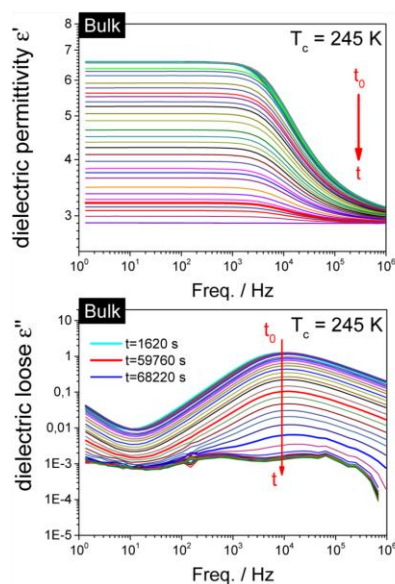 Bulk
T_c = 245 K
t_0
t
dielectric permittivity ε'
8
7
6
5
4
3
10^0 10^1 10^2 10^3 10^4 10^5 10^6
Freq. / Hz
Bulk
T_c = 245 K
t_0
t=1620 s
t=59760 s
t=68220 s
t
dielectric loose ε''
10
1
0,1
0,01
1E-3
1E-4
1E-5
10^0 10^1 10^2 10^3 10^4 10^5 10^6
Freq. / Hz